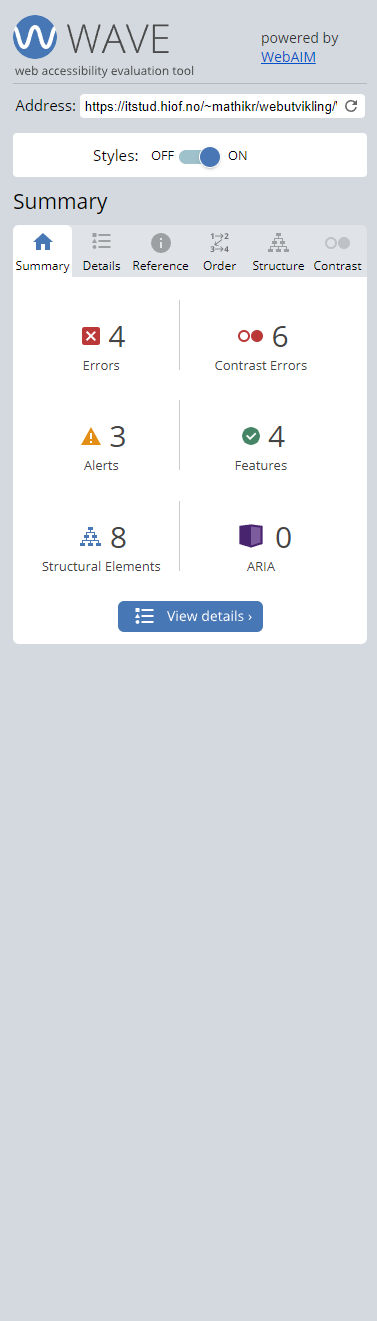 WAVE
web accessibility evaluation tool
powered by
WebAIM
Address: https://itstud.hiof.no/~mathikr/webutvikling/
Styles: OFF ON
Summary
Summary Details Reference Order Structure Contrast
4 6
Errors Contrast Errors
3 4
Alerts Features
8 0
Structural Elements ARIA
View details ›